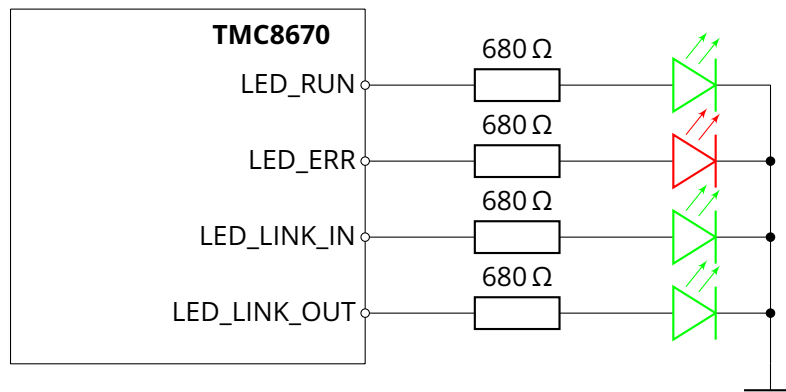 TMC8670
680 Ω
LED_RUN
680 Ω
LED_ERR
680 Ω
LED_LINK_IN
680 Ω
LED_LINK_OUT